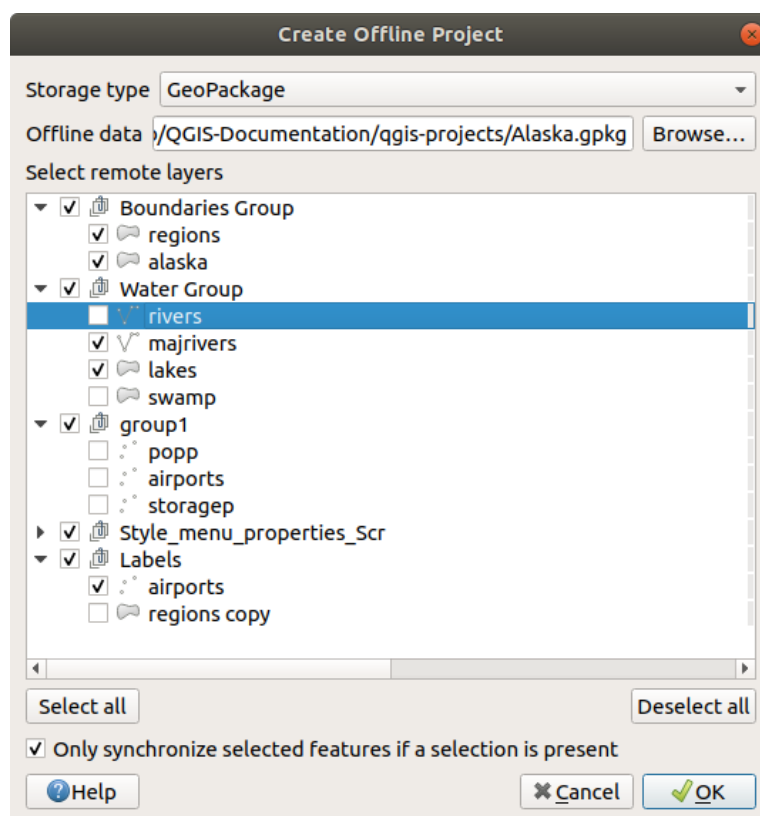 Create Offline Project
Storage type GeoPackage
Offline data /QGIS-Documentation/qgis-projects/Alaska.gpkg Browse...
Select remote layers
Boundaries Group
regions
alaska
Water Group
rivers
majrivers
lakes
swamp
group1
popp
airports
storagep
Style_menu_properties_Scr
Labels
airports
regions copy
Select all Deselect all
Only synchronize selected features if a selection is present
Help Cancel OK